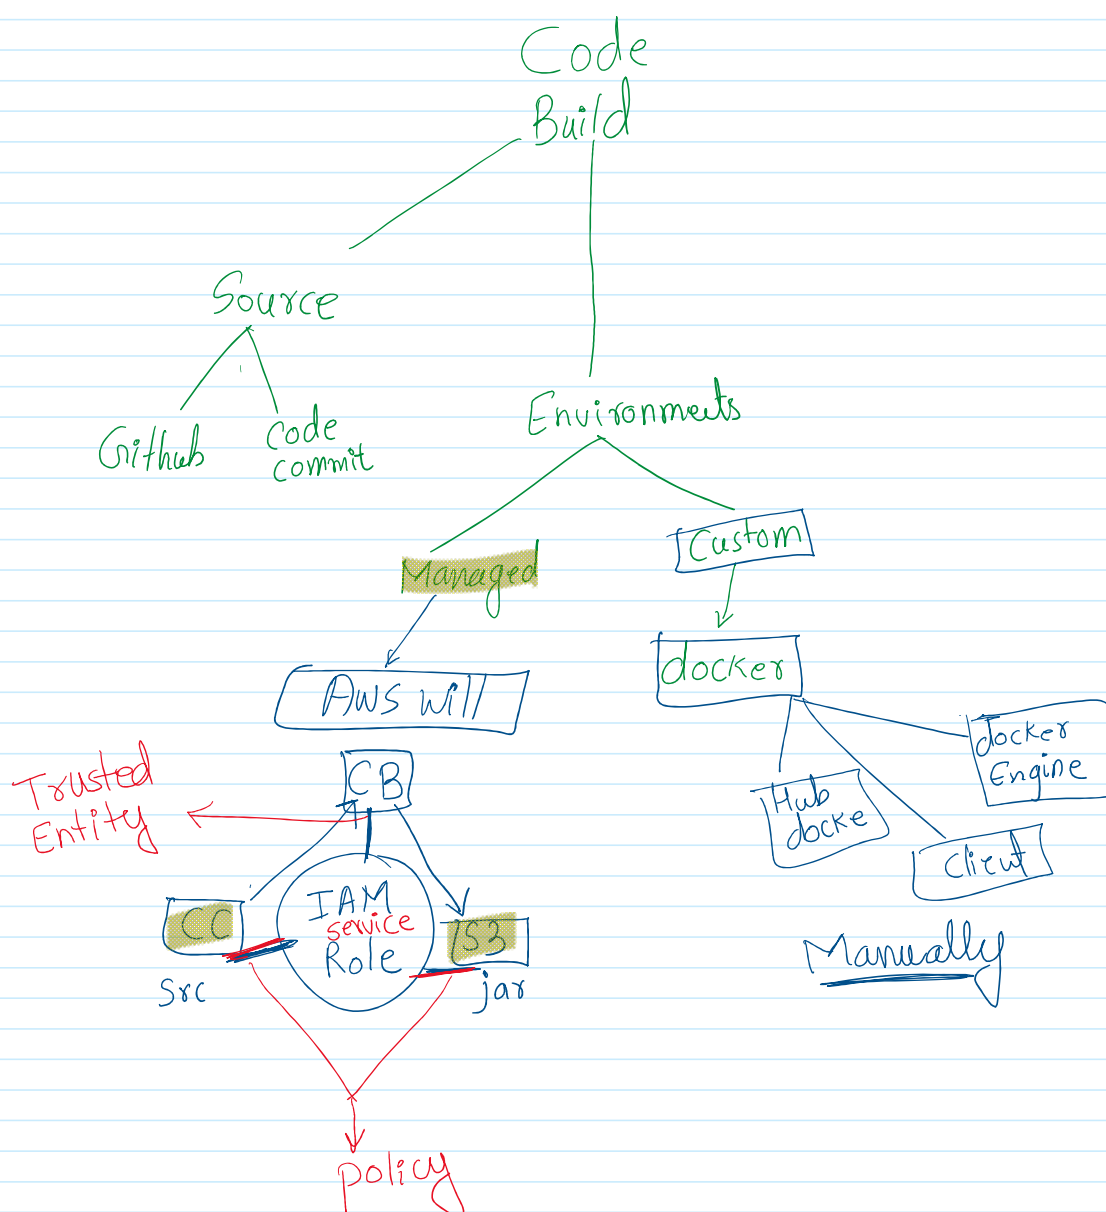 Code
Build
Source
Github
Code
commit
Environments
Managed
Custom
AWS Will
docker
docker
Engine
Hub
docke
Client
Manually
CB
Trusted
Entity
CC
Src
IAM
service
Role
S3
jar
policy